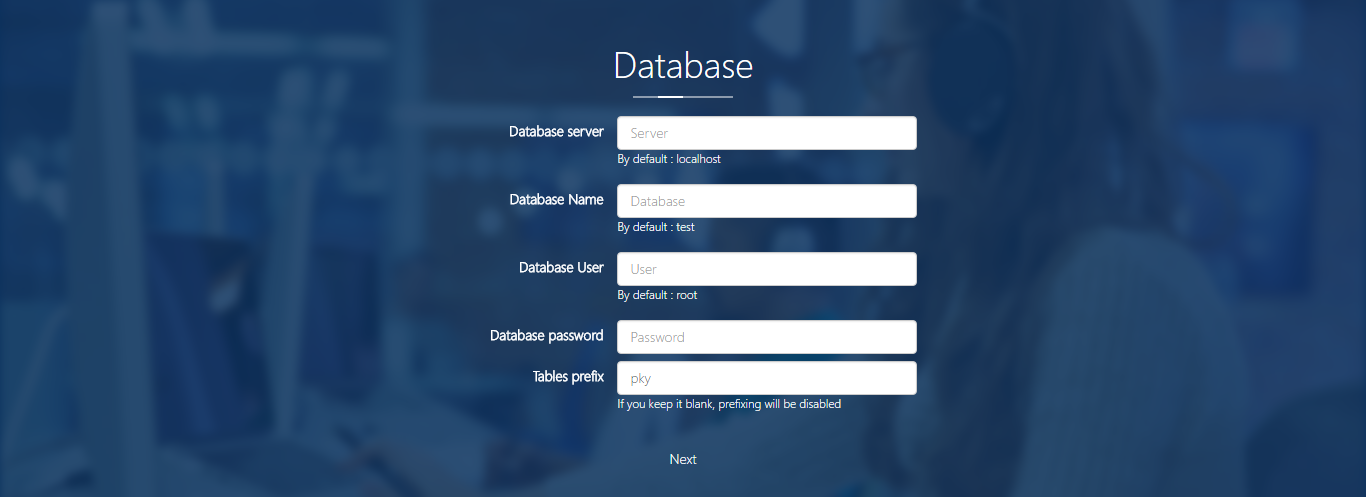 Database
Database server
Server
By default : localhost
Database Name
Database
By default : test
Database User
User
By default : root
Database password
Password
Tables prefix
pky
If you keep it blank, prefixing will be disabled
Next